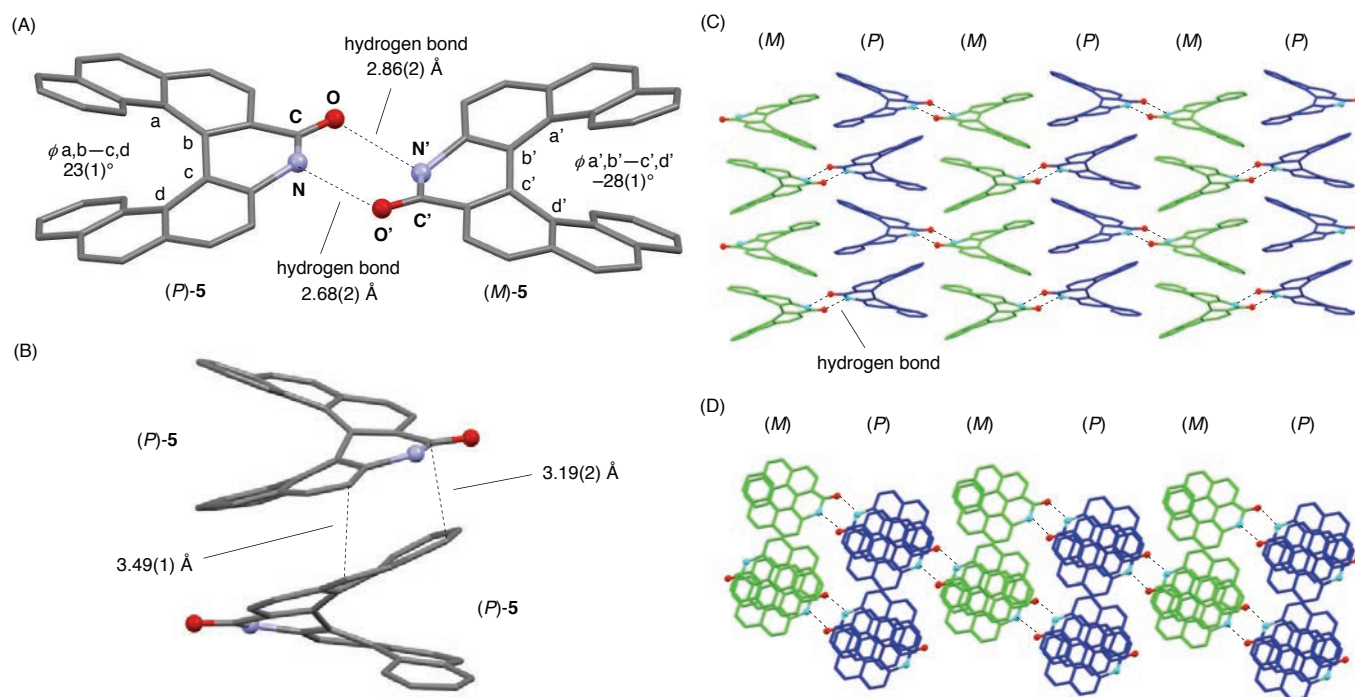 (A)
hydrogen bond
2.86(2) Å
O
C
a
b
c
d
N
ϕ a,b—c,d
23(1)°
N'
a'
b'
c'
d'
ϕ a',b'—c',d'
−28(1)°
O'
C'
hydrogen bond
2.68(2) Å
(P)-5
(M)-5
(B)
(P)-5
3.19(2) Å
3.49(1) Å
(P)-5
(C)
(M) (P) (M) (P) (M) (P)
hydrogen bond
(D)
(M) (P) (M) (P) (M) (P)